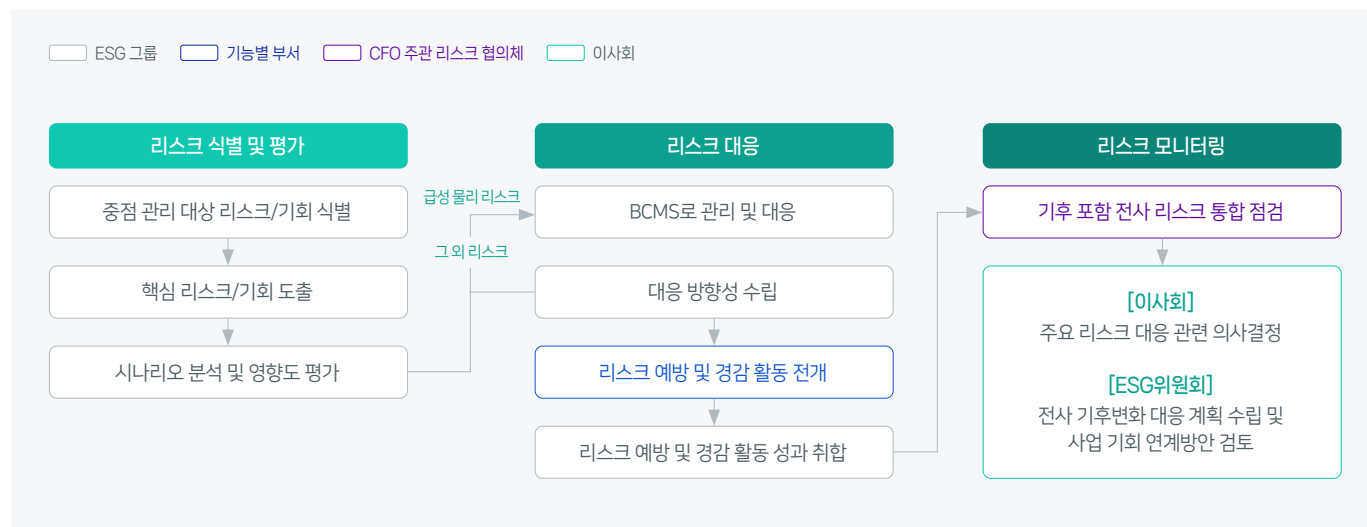 ESG 그룹
기능별 부서
CFO 주관 리스크 협의체
이사회
리스크 식별 및 평가
중점 관리 대상 리스크/기회 식별
핵심 리스크/기회 도출
시나리오 분석 및 영향도 평가
급성 물리 리스크
그 외 리스크
리스크 대응
BCMS로 관리 및 대응
대응 방향성 수립
리스크 예방 및 경감 활동 전개
리스크 예방 및 경감 활동 성과 취합
리스크 모니터링
기후 포함 전사 리스크 통합 점검
[이사회]
주요 리스크 대응 관련 의사결정
[ESG위원회]
전사 기후변화 대응 계획 수립 및
사업 기회 연계방안 검토